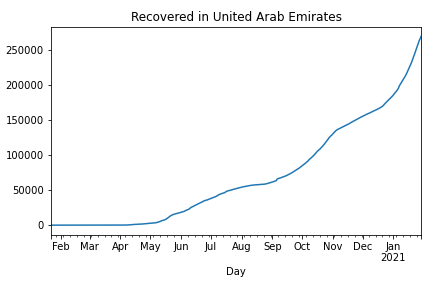 Recovered in United Arab Emirates
250000
200000
150000
100000
50000
0
Feb Mar Apr May Jun Jul Aug Sep Oct Nov Dec Jan
2021
Day